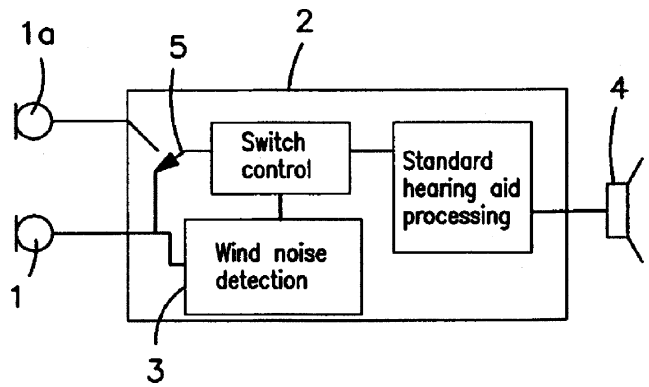 1a
5
2
4
Switch
control
Standard
hearing aid
processing
1
Wind noise
detection
3